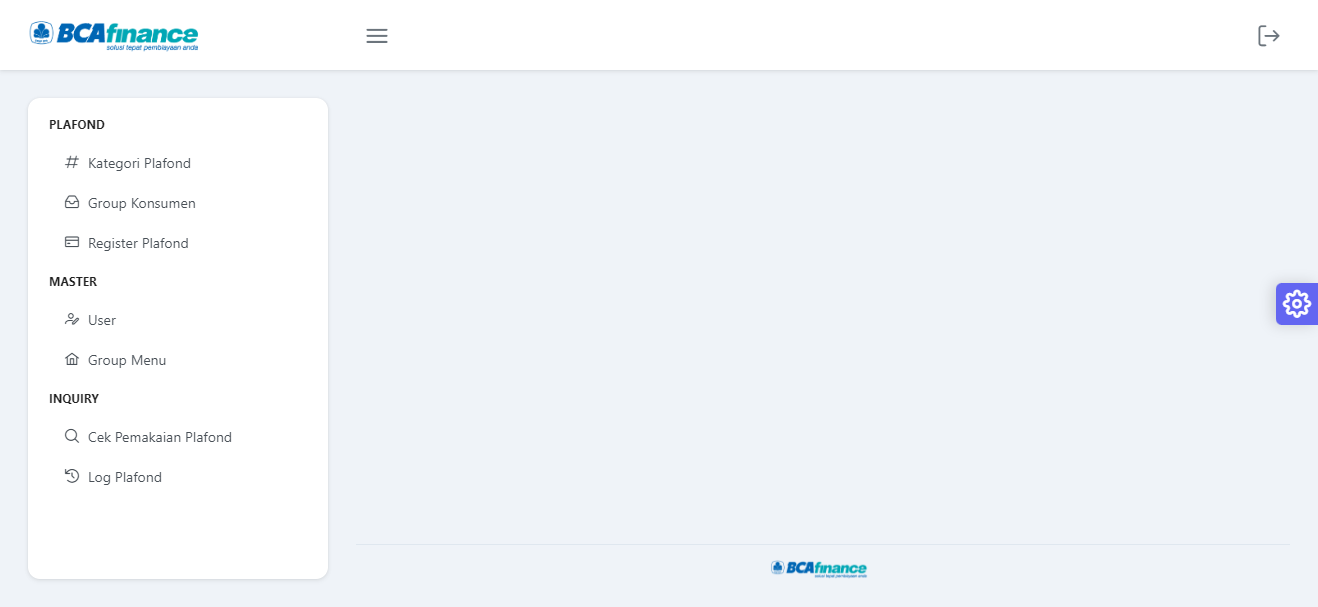 BCAfinance
solusi tepat pembiayaan anda
PLAFOND
Kategori Plafond
Group Konsumen
Register Plafond
MASTER
User
Group Menu
INQUIRY
Cek Pemakaian Plafond
Log Plafond
BCAfinance
solusi tepat pembiayaan anda